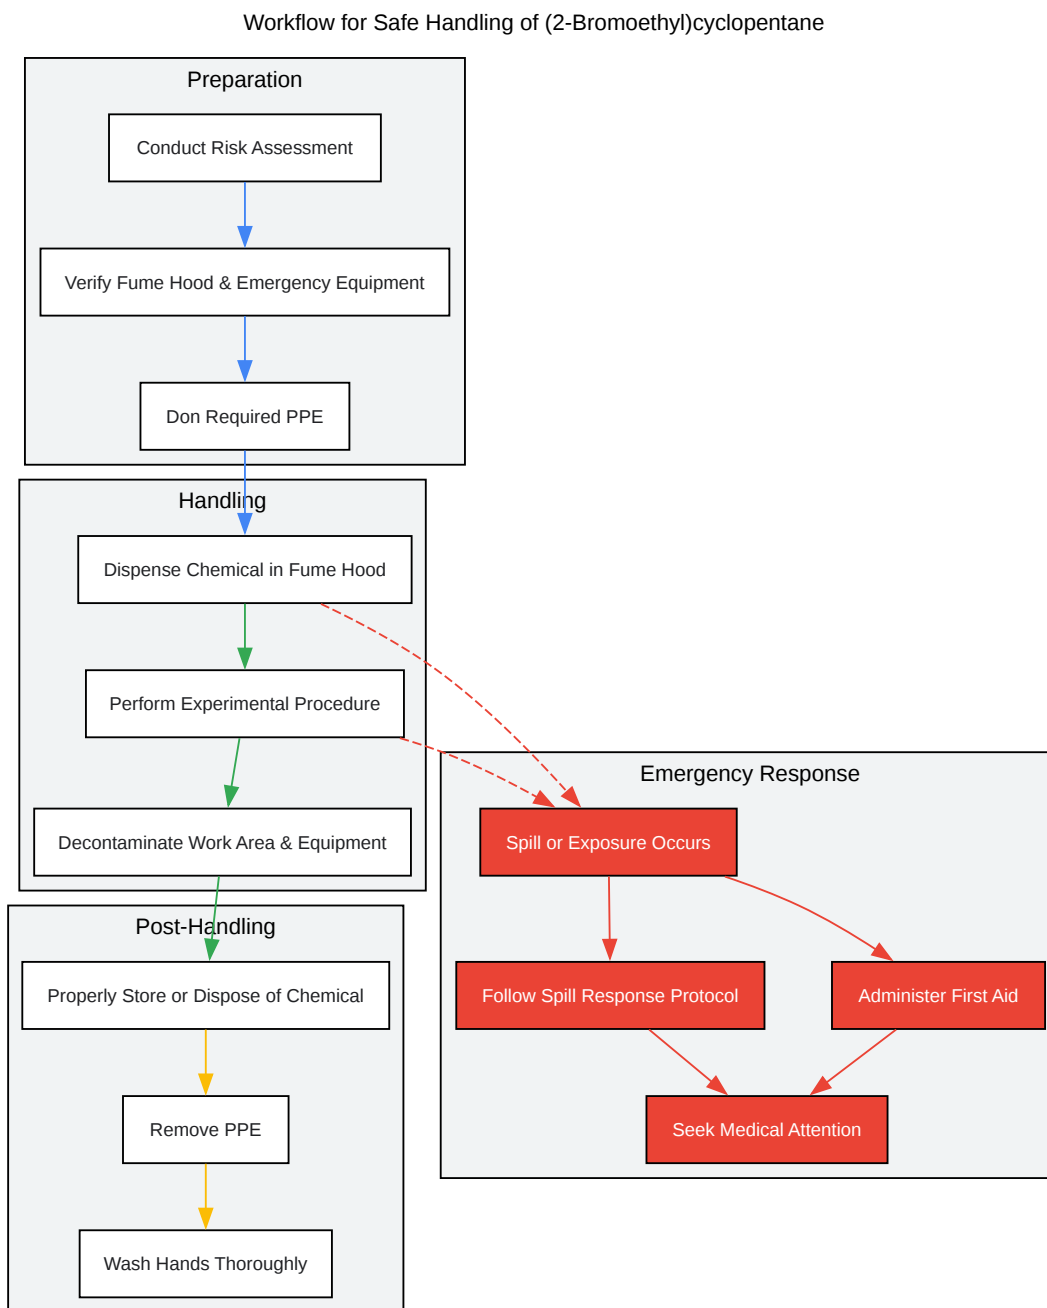 Workflow for Safe Handling of (2-Bromoethyl)cyclopentane
Preparation
Conduct Risk Assessment
Verify Fume Hood & Emergency Equipment
Don Required PPE
Handling
Dispense Chemical in Fume Hood
Perform Experimental Procedure
Decontaminate Work Area & Equipment
Emergency Response
Spill or Exposure Occurs
Follow Spill Response Protocol
Administer First Aid
Seek Medical Attention
Post-Handling
Properly Store or Dispose of Chemical
Remove PPE
Wash Hands Thoroughly